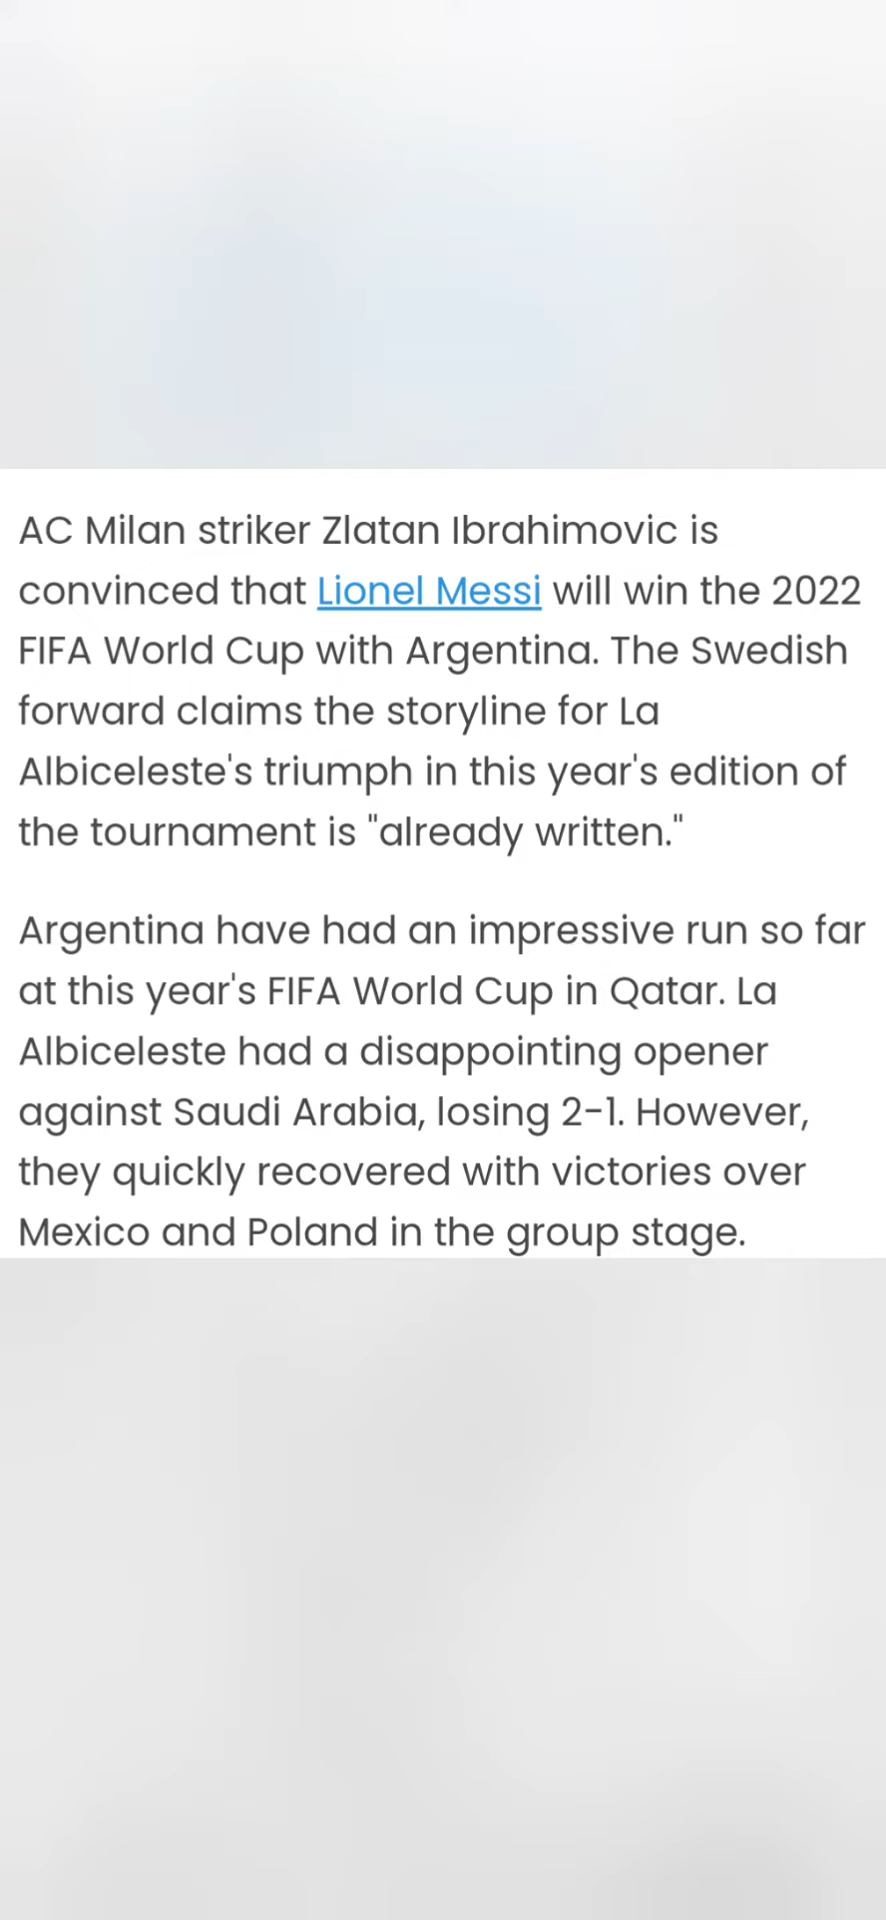 AC Milan striker Zlatan Ibrahimovic is
convinced that Lionel Messi will win the 2022
FIFA World Cup with Argentina. The Swedish
forward claims the storyline for La
Albiceleste's triumph in this year's edition of
the tournament is "already written."
Argentina have had an impressive run so far
at this year's FIFA World Cup in Qatar. La
Albiceleste had a disappointing opener
against Saudi Arabia, losing 2-1. However,
they quickly recovered with victories over
Mexico and Poland in the group stage.